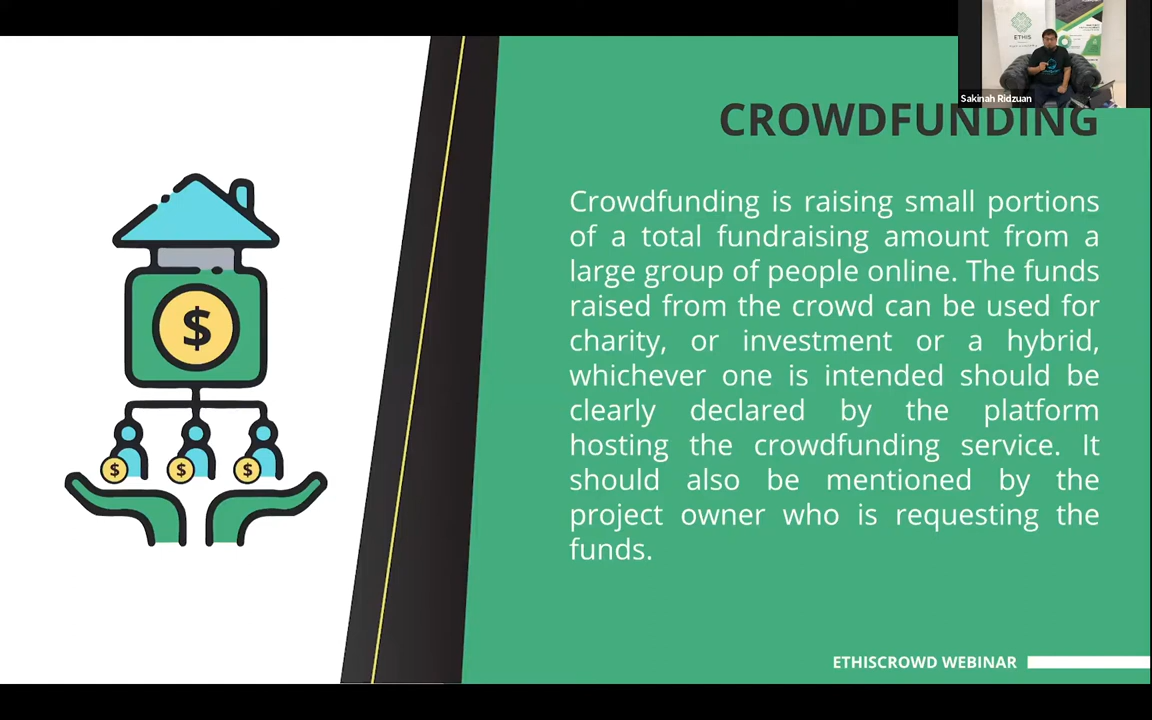 ETHIS
Sakinah Ridzuan
CROWDFUNDING
Crowdfunding is raising small portions
of a total fundraising amount from a
large group of people online. The funds
raised from the crowd can be used for
charity, or investment or a hybrid,
whichever one is intended should be
clearly declared by the platform
hosting the crowdfunding service. It
should also be mentioned by the
project owner who is requesting the
funds.
$
$ $ $
ETHISCROWD WEBINAR